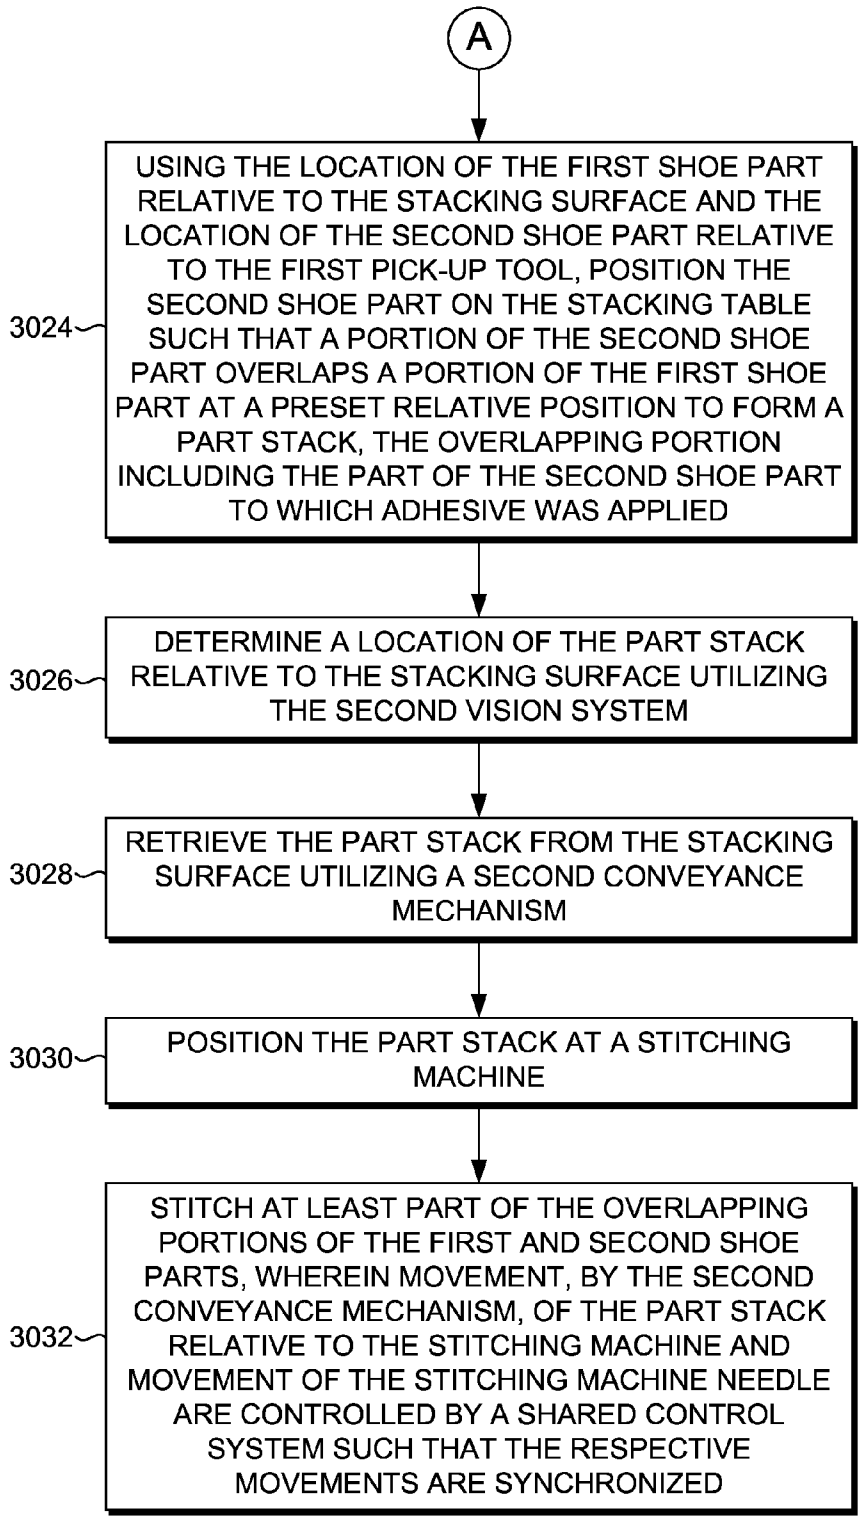 A
USING THE LOCATION OF THE FIRST SHOE PART
RELATIVE TO THE STACKING SURFACE AND THE
LOCATION OF THE SECOND SHOE PART RELATIVE
TO THE FIRST PICK-UP TOOL, POSITION THE
SECOND SHOE PART ON THE STACKING TABLE
SUCH THAT A PORTION OF THE SECOND SHOE
PART OVERLAPS A PORTION OF THE FIRST SHOE
PART AT A PRESET RELATIVE POSITION TO FORM A
PART STACK, THE OVERLAPPING PORTION
INCLUDING THE PART OF THE SECOND SHOE PART
TO WHICH ADHESIVE WAS APPLIED
3024
DETERMINE A LOCATION OF THE PART STACK
RELATIVE TO THE STACKING SURFACE UTILIZING
THE SECOND VISION SYSTEM
3026
RETRIEVE THE PART STACK FROM THE STACKING
SURFACE UTILIZING A SECOND CONVEYANCE
MECHANISM
3028
POSITION THE PART STACK AT A STITCHING
MACHINE
3030
STITCH AT LEAST PART OF THE OVERLAPPING
PORTIONS OF THE FIRST AND SECOND SHOE
PARTS, WHEREIN MOVEMENT, BY THE SECOND
CONVEYANCE MECHANISM, OF THE PART STACK
RELATIVE TO THE STITCHING MACHINE AND
MOVEMENT OF THE STITCHING MACHINE NEEDLE
ARE CONTROLLED BY A SHARED CONTROL
SYSTEM SUCH THAT THE RESPECTIVE
MOVEMENTS ARE SYNCHRONIZED
3032